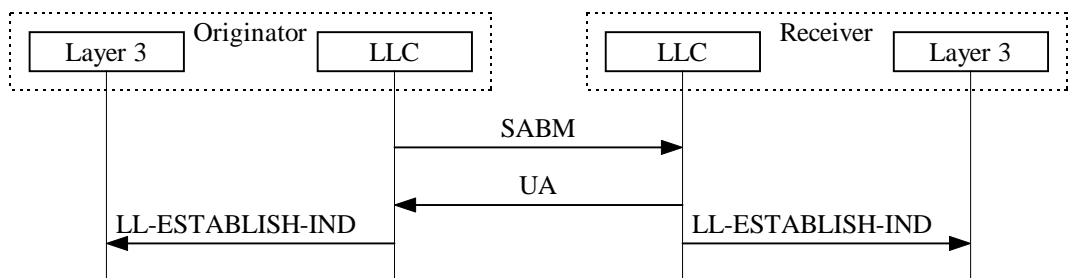 Originator
Receiver
Layer 3
LLC
LLC
Layer 3
SABM
UA
LL-ESTABLISH-IND
LL-ESTABLISH-IND